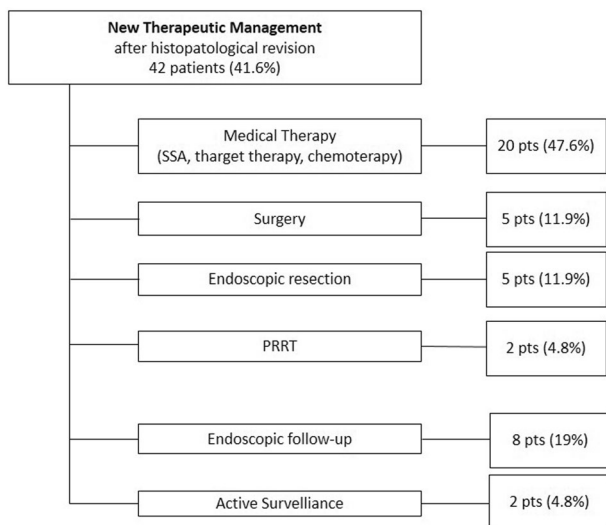 New Therapeutic Management
after histopatological revision
42 patients (41.6%)
Medical Therapy
(SSA, tharget therapy, chemoterapy)
20 pts (47.6%)
Surgery
5 pts (11.9%)
Endoscopic resection
5 pts (11.9%)
PRRT
2 pts (4.8%)
Endoscopic follow-up
8 pts (19%)
Active Survelliance
2 pts (4.8%)